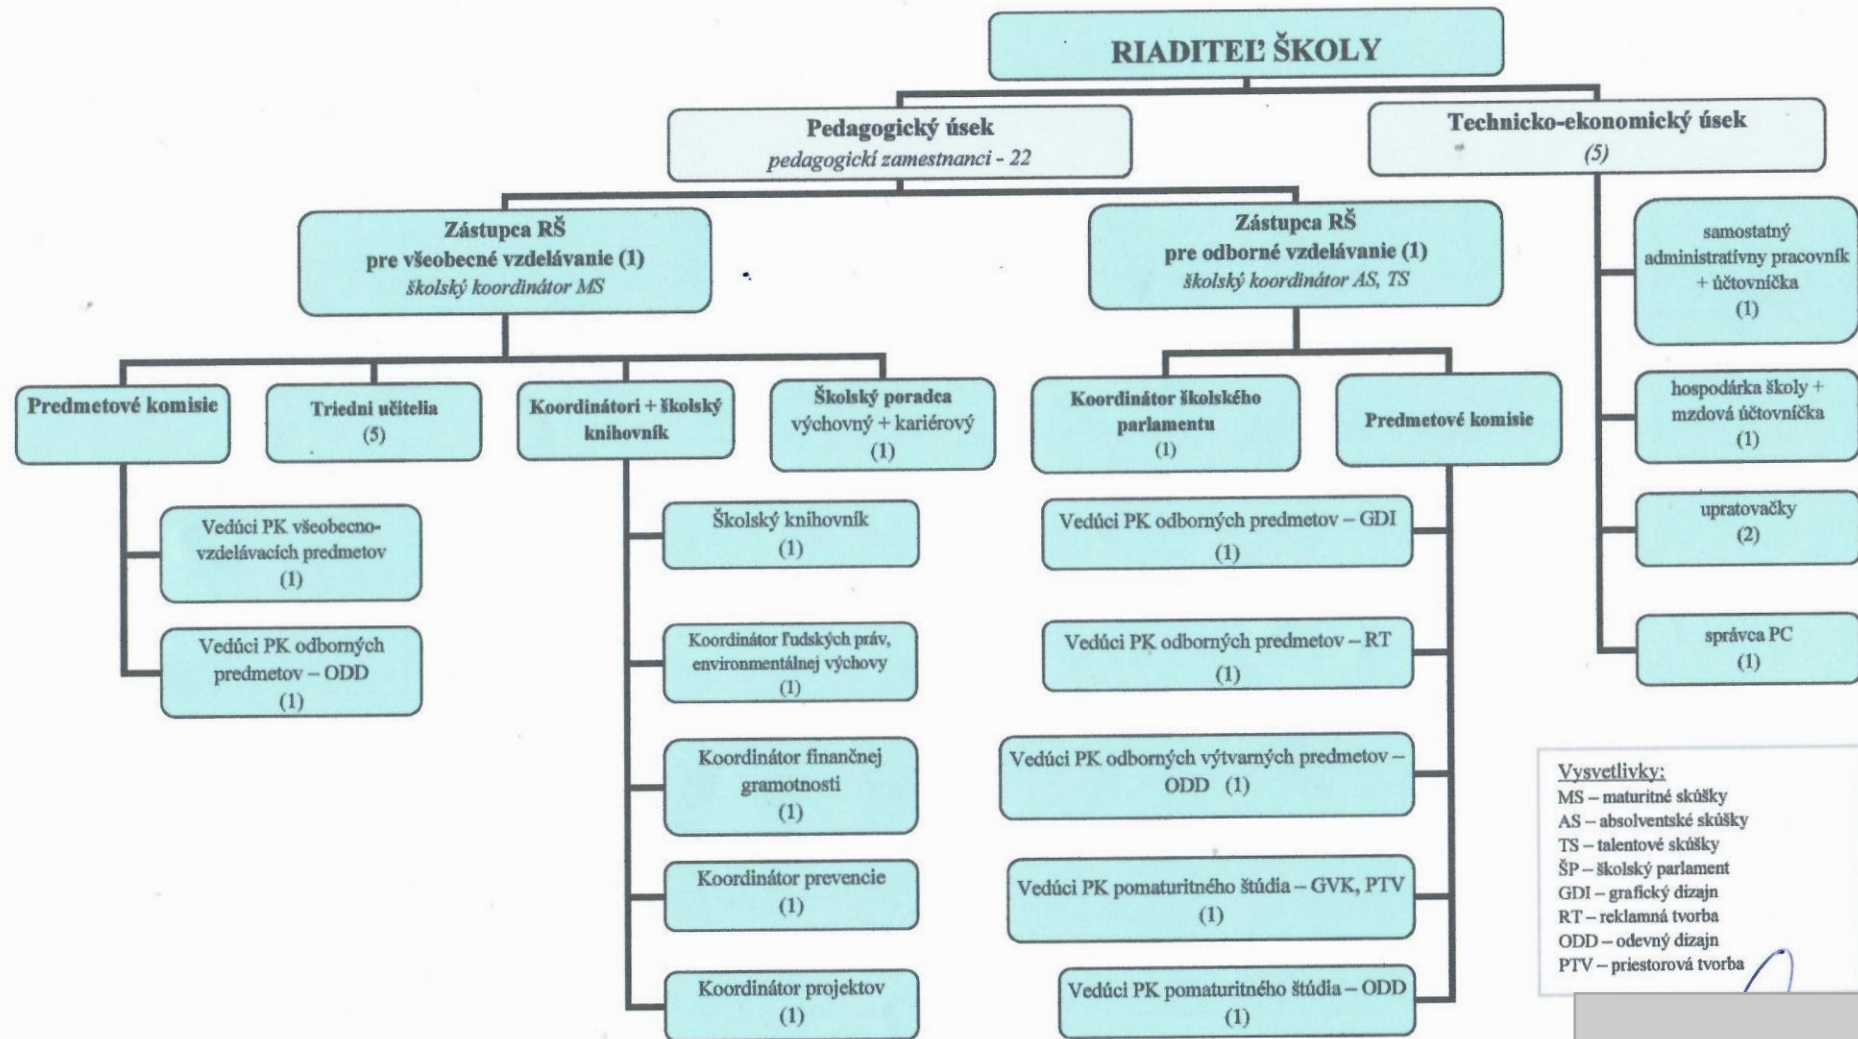 RIADITEĽ ŠKOLY
Pedagogický úsek
pedagogickí zamestnanci - 22
Technicko-ekonomický úsek
(5)
Zástupca RŠ
pre všeobecné vzdelávanie (1)
školský koordinátor MS
Zástupca RŠ
pre odborné vzdelávanie (1)
školský koordinátor AS, TS
Predmetové komisie
Triedni učitelia
(5)
Koordinátori + školský
knihovník
Školský poradca
výchovný + kariérový
(1)
Koordinátor školského
parlamentu
(1)
Predmetové komisie
Vedúci PK všeobecno-
vzdelávacích predmetov
(1)
Vedúci PK odborných
predmetov – ODD
(1)
Školský knihovník
(1)
Koordinátor ľudských práv,
environmentálnej výchovy
(1)
Koordinátor finančnej
gramotnosti
(1)
Koordinátor prevencie
(1)
Koordinátor projektov
(1)
Vedúci PK odborných predmetov – GDI
(1)
Vedúci PK odborných predmetov – RT
(1)
Vedúci PK odborných výtvarných predmetov –
ODD (1)
Vedúci PK pomaturitného štúdia – GVK, PTV
(1)
Vedúci PK pomaturitného štúdia – ODD
(1)
samostatný
administratívny pracovník
+ účtovníčka
(1)
hospodárka školy +
mzdová účtovníčka
(1)
upratovačky
(2)
správca PC
(1)
Vysvetlivky:
MS – maturitné skúšky
AS – absolventské skúšky
TS – talentové skúšky
ŠP – školský parlament
GDI – grafický dizajn
RT – reklamná tvorba
ODD – odevný dizajn
PTV – priestorová tvorba